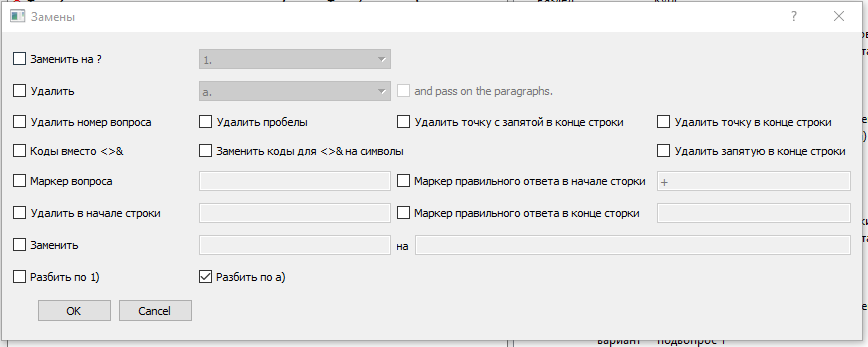 Замены
Заменить на ? 1.
Удалить a. and pass on the paragraphs.
Удалить номер вопроса Удалить пробелы Удалить точку с запятой в конце строки Удалить точку в конце строки
Коды вместо <>& Заменить коды для <>& на символы Удалить запятую в конце строки
Маркер вопроса Маркер правильного ответа в начале сторки +
Удалить в начале строки Маркер правильного ответа в конце сторки
Заменить на
Разбить по 1) Разбить по а)
OK Cancel
вариант подвопрос 1